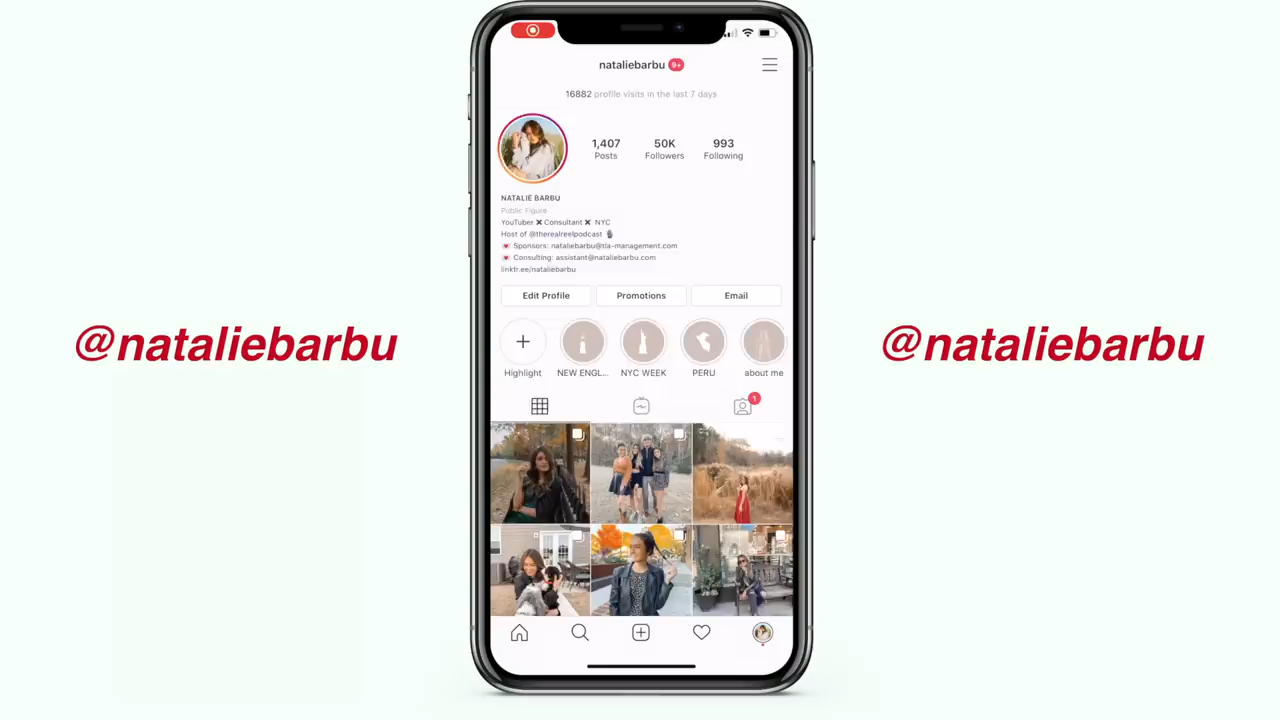 nataliebarbu 9+
16882 profile visits in the last 7 days
1,407 50K 993
Posts Followers Following
NATALIE BARBU
Public Figure
YouTuber ✖ Consultant ✖ NYC
Host of @therealreelpodcast
Sponsors: nataliebarbu@tla-management.com
Consulting: assistant@nataliebarbu.com
linktr.ee/nataliebarbu
Edit Profile Promotions Email
@nataliebarbu @nataliebarbu
Highlight NEW ENGL... NYC WEEK PERU about me
1